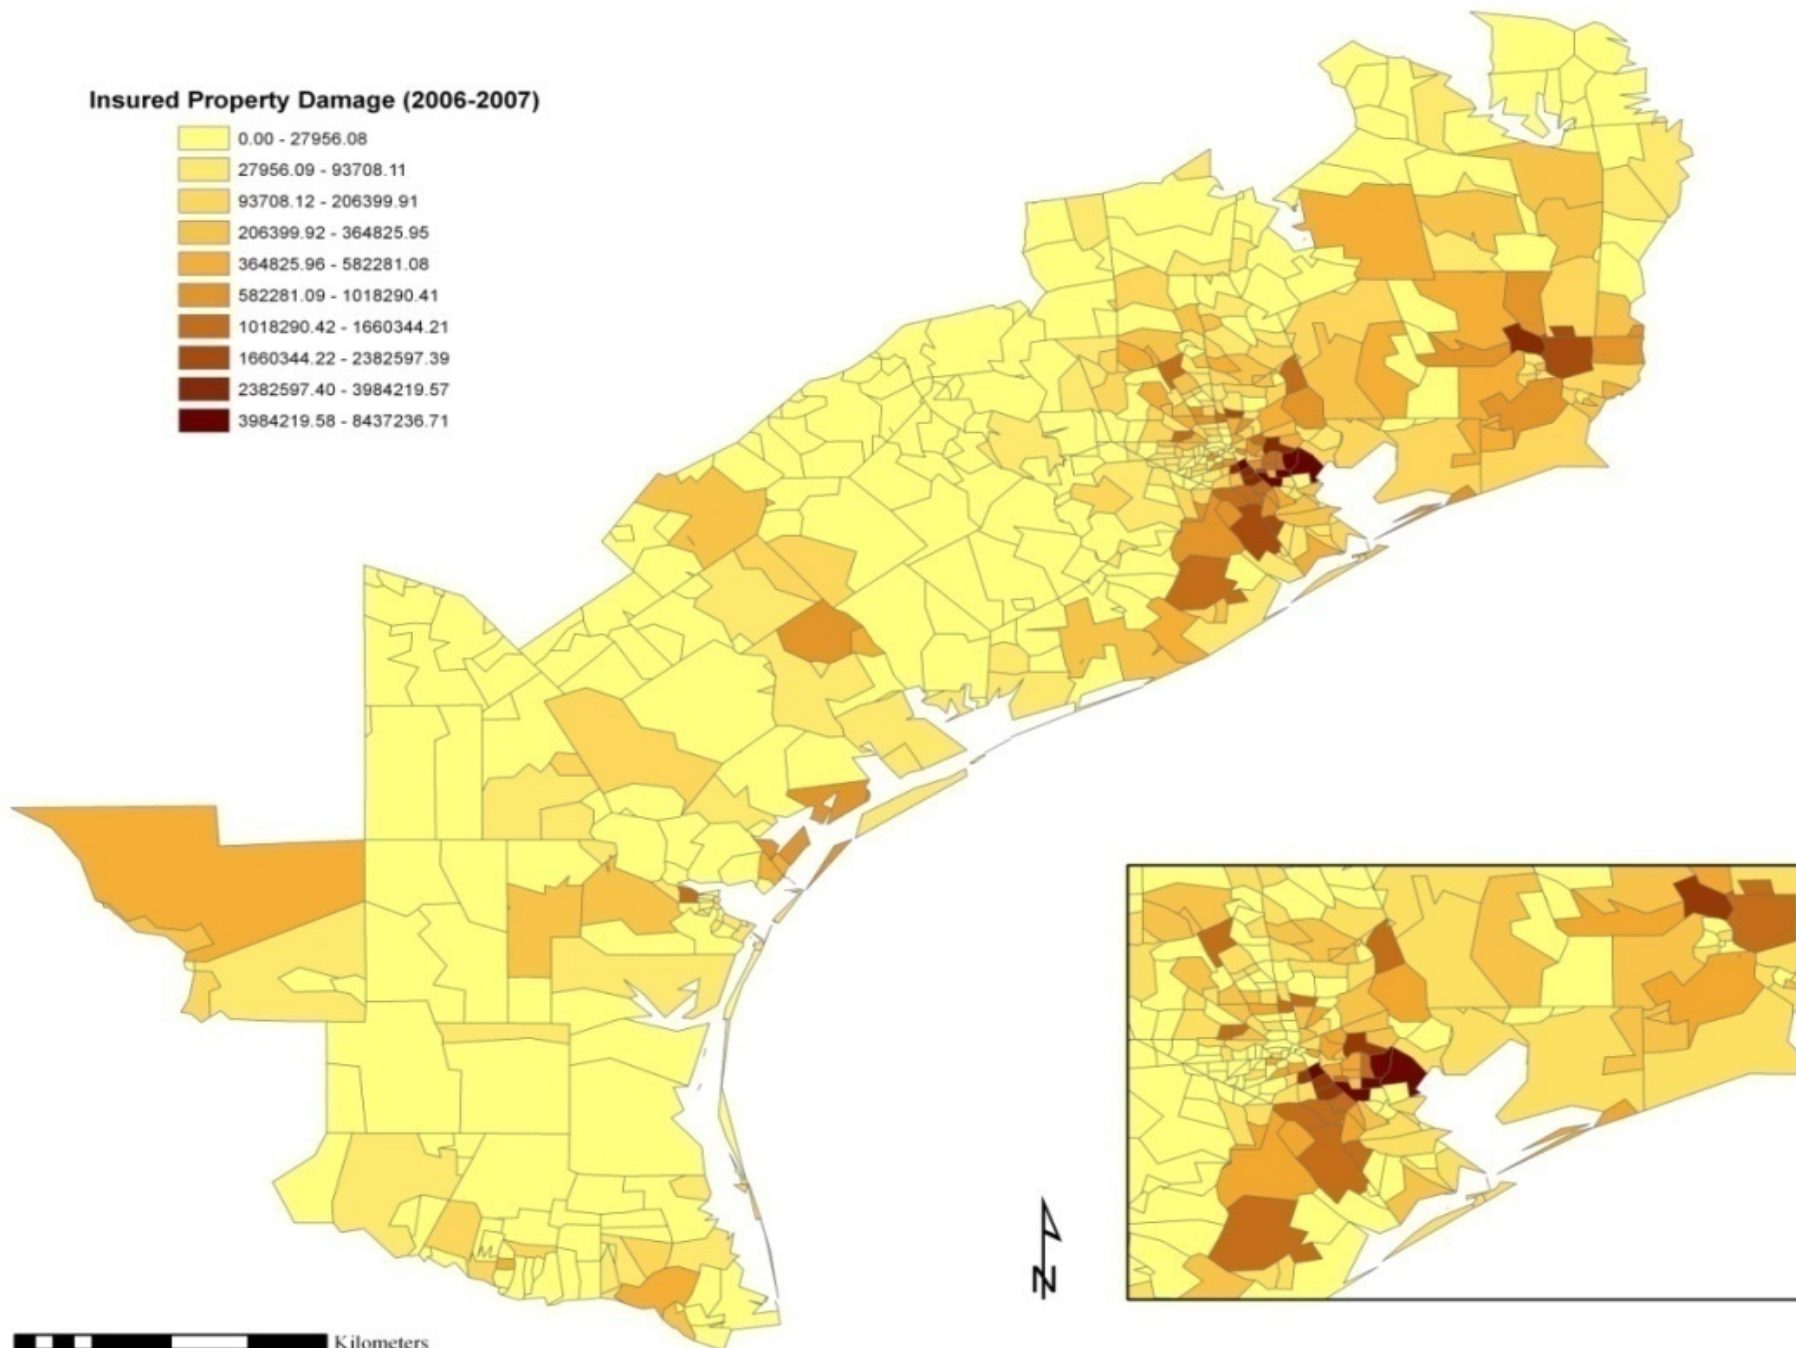 Insured Property Damage (2006-2007)
0.00 - 27956.08
27956.09 - 93708.11
93708.12 - 206399.91
206399.92 - 364825.95
364825.96 - 582281.08
582281.09 - 1018290.41
1018290.42 - 1660344.21
1660344.22 - 2382597.39
2382597.40 - 3984219.57
3984219.58 - 8437236.71
N
Kilometers